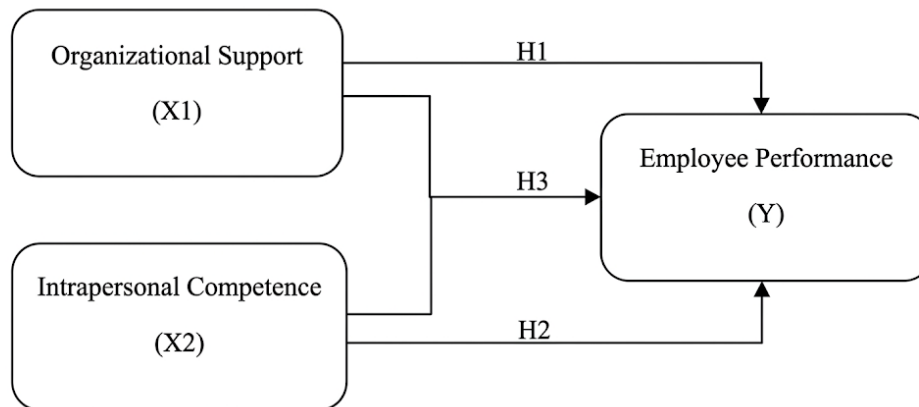 Organizational Support
(X1)
H1
Employee Performance
(Y)
H3
Intrapersonal Competence
(X2)
H2